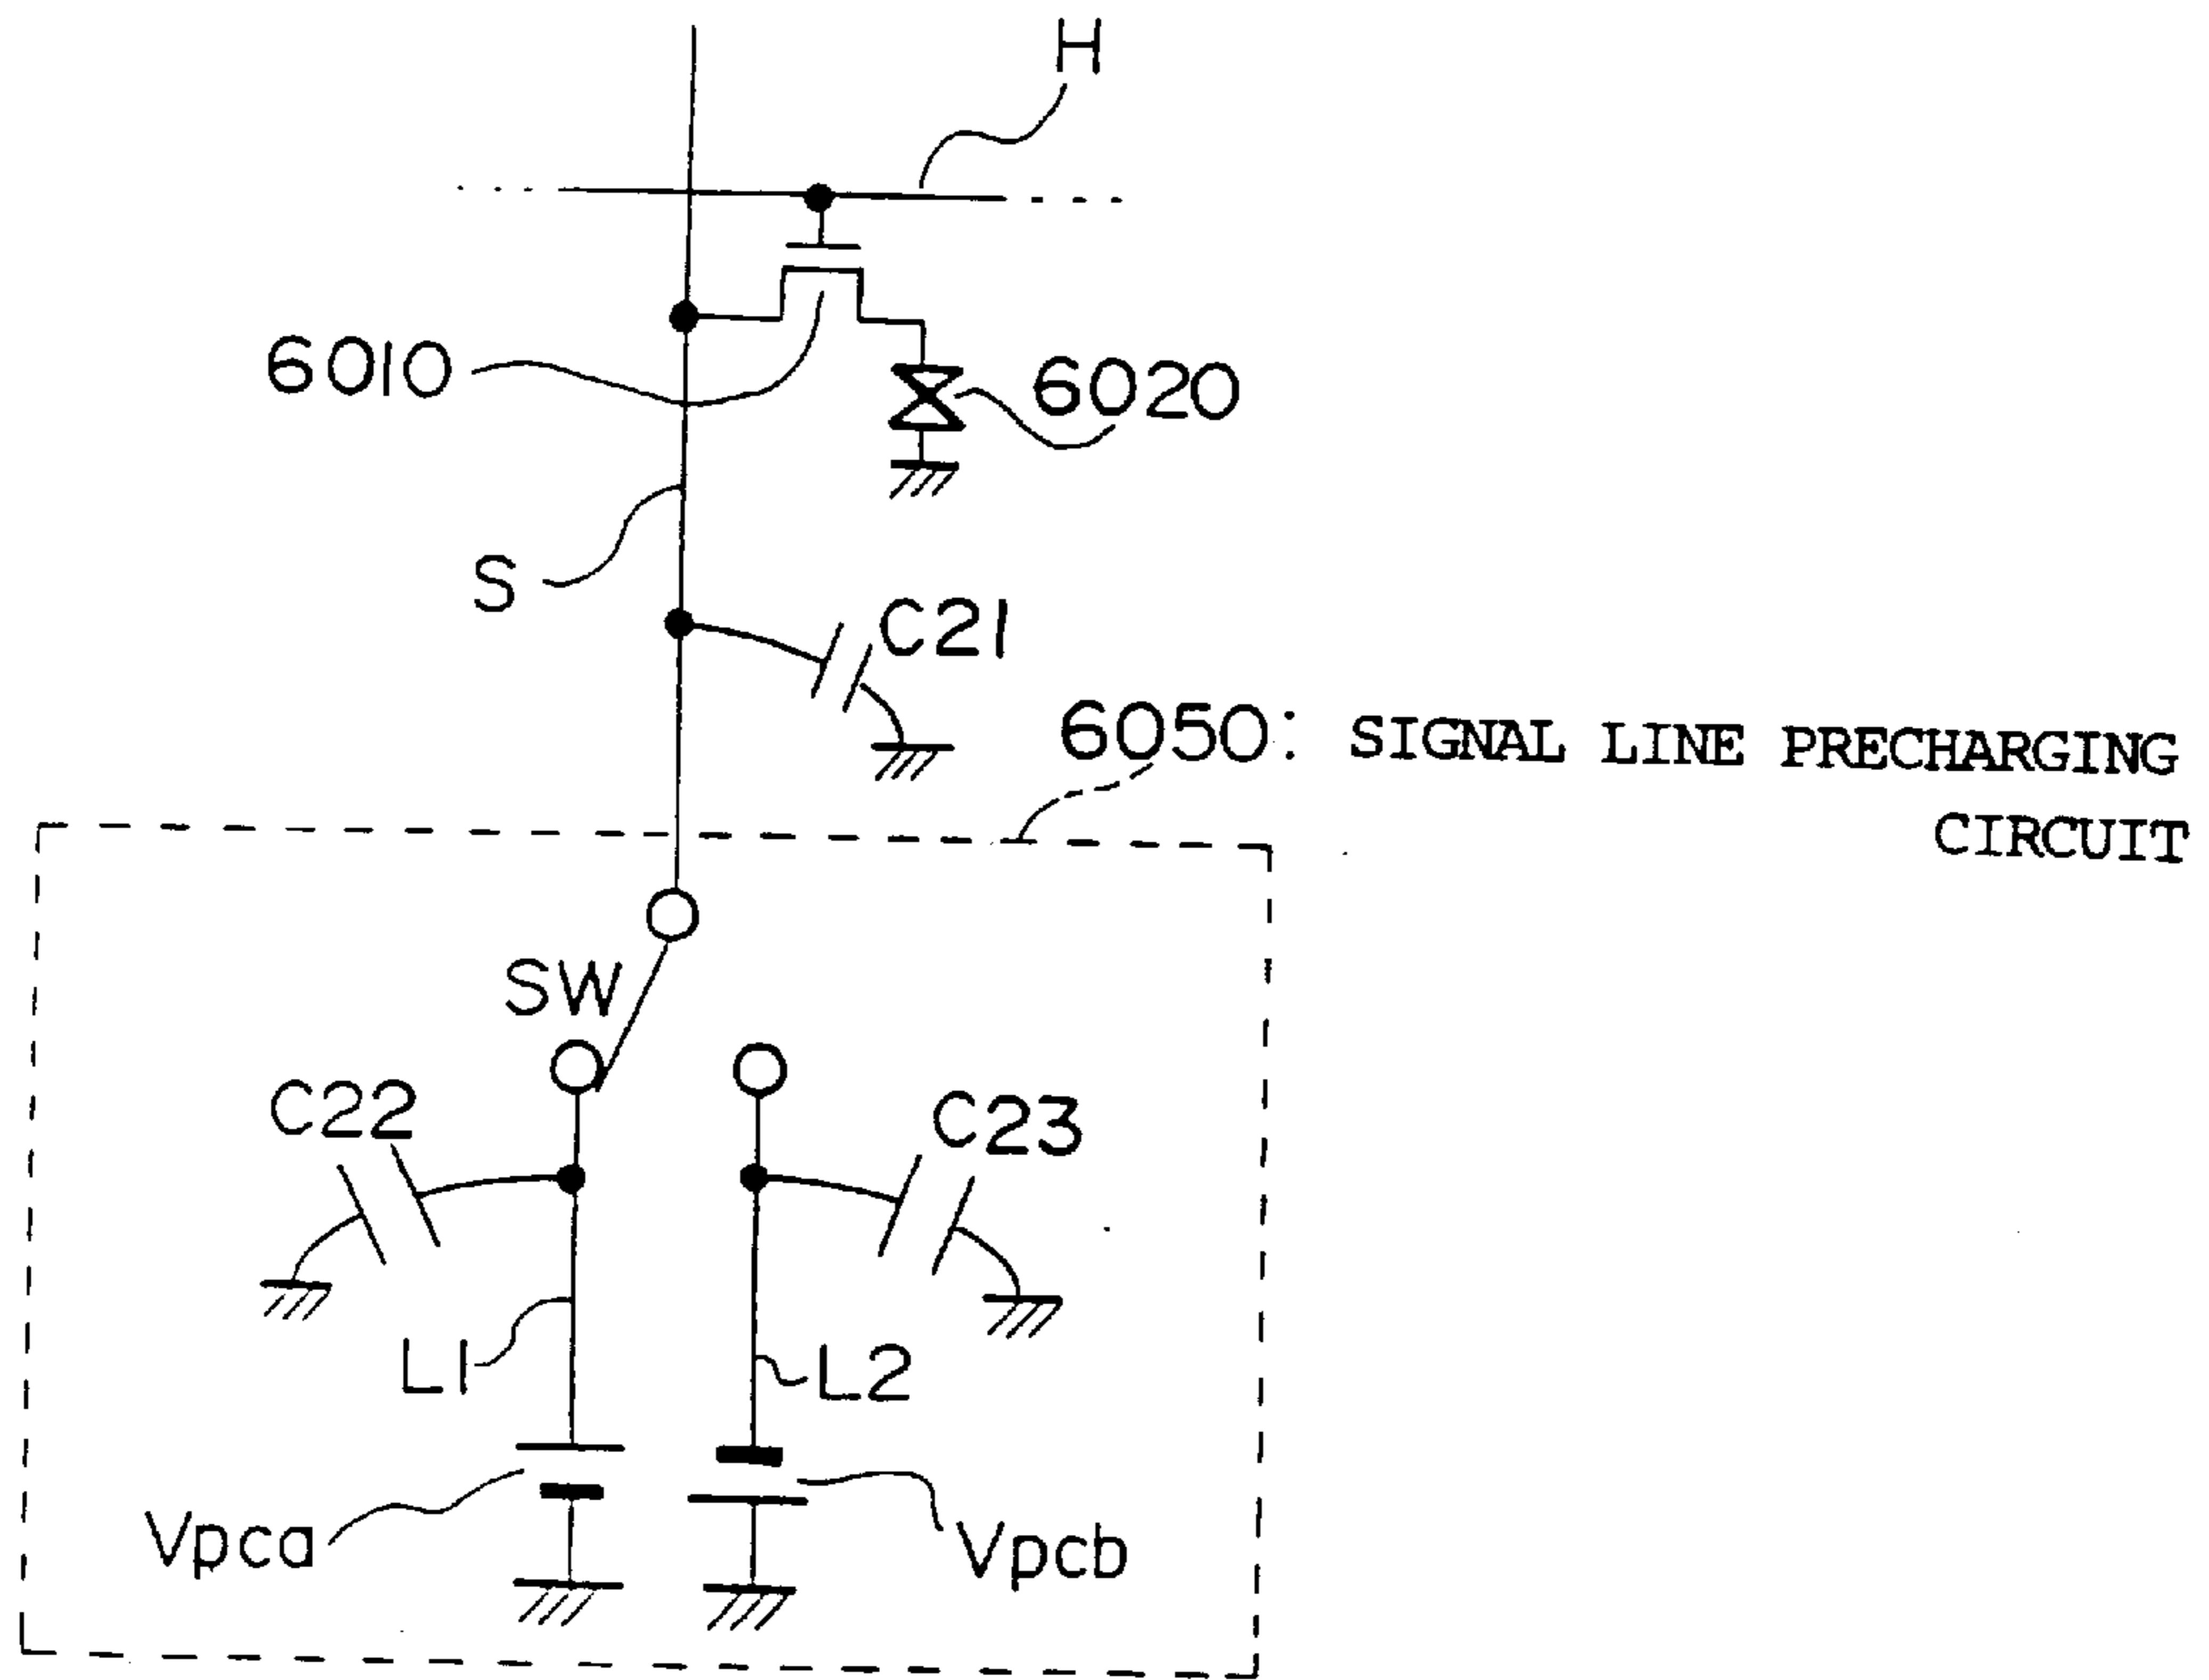 H
6010
6020
S
C21
6050: SIGNAL LINE PRECHARGING
CIRCUIT
SW
C22
C23
L1
L2
Vpca
Vpcb